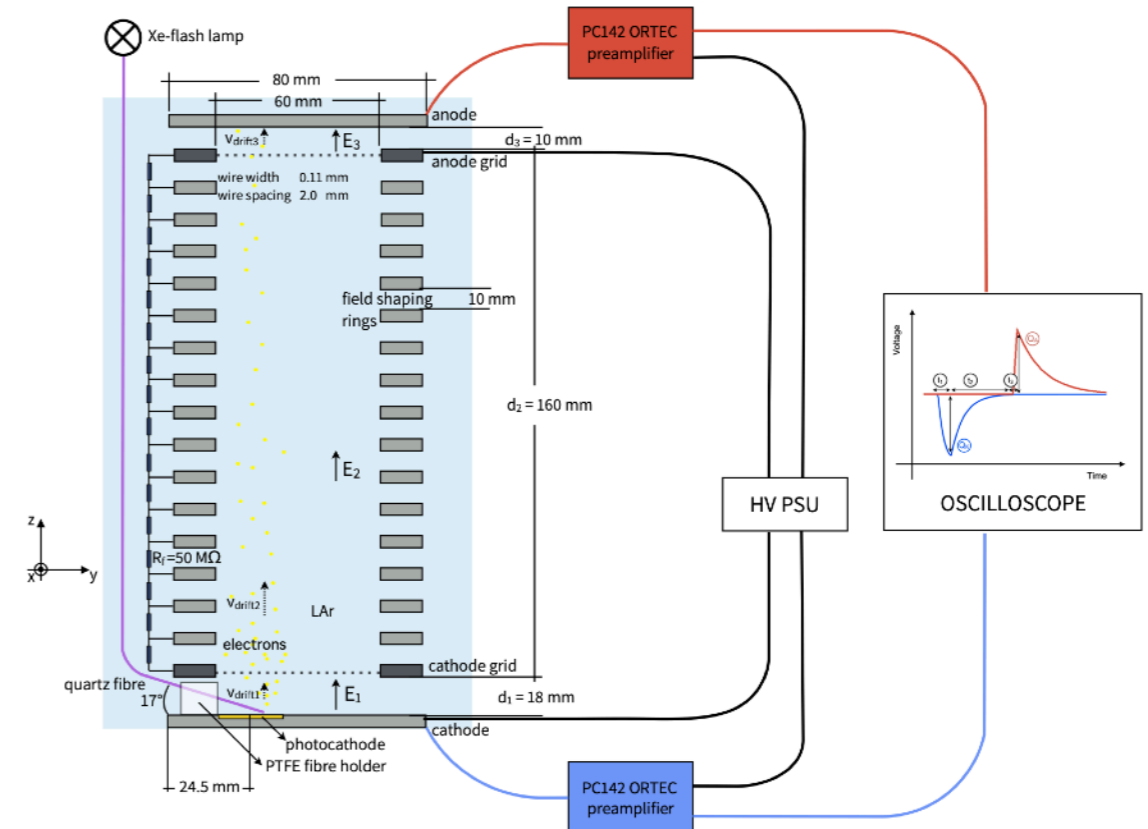 Xe-flash lamp
PC142 ORTEC
preamplifier
80 mm
60 mm
anode
v_drift3
E₃
d₃ = 10 mm
anode grid
wire width 0.11 mm
wire spacing 2.0 mm
field shaping
rings
10 mm
d₂ = 160 mm
E₂
Voltage
t₁
t₂
t₃
Qₐ
Qₖ
Time
OSCILLOSCOPE
HV PSU
z
x
y
R_f=50 MΩ
v_drift2
LAr
electrons
cathode grid
quartz fibre
17°
v_drift1
E₁
d₁ = 18 mm
cathode
photocathode
PTFE fibre holder
24.5 mm
PC142 ORTEC
preamplifier